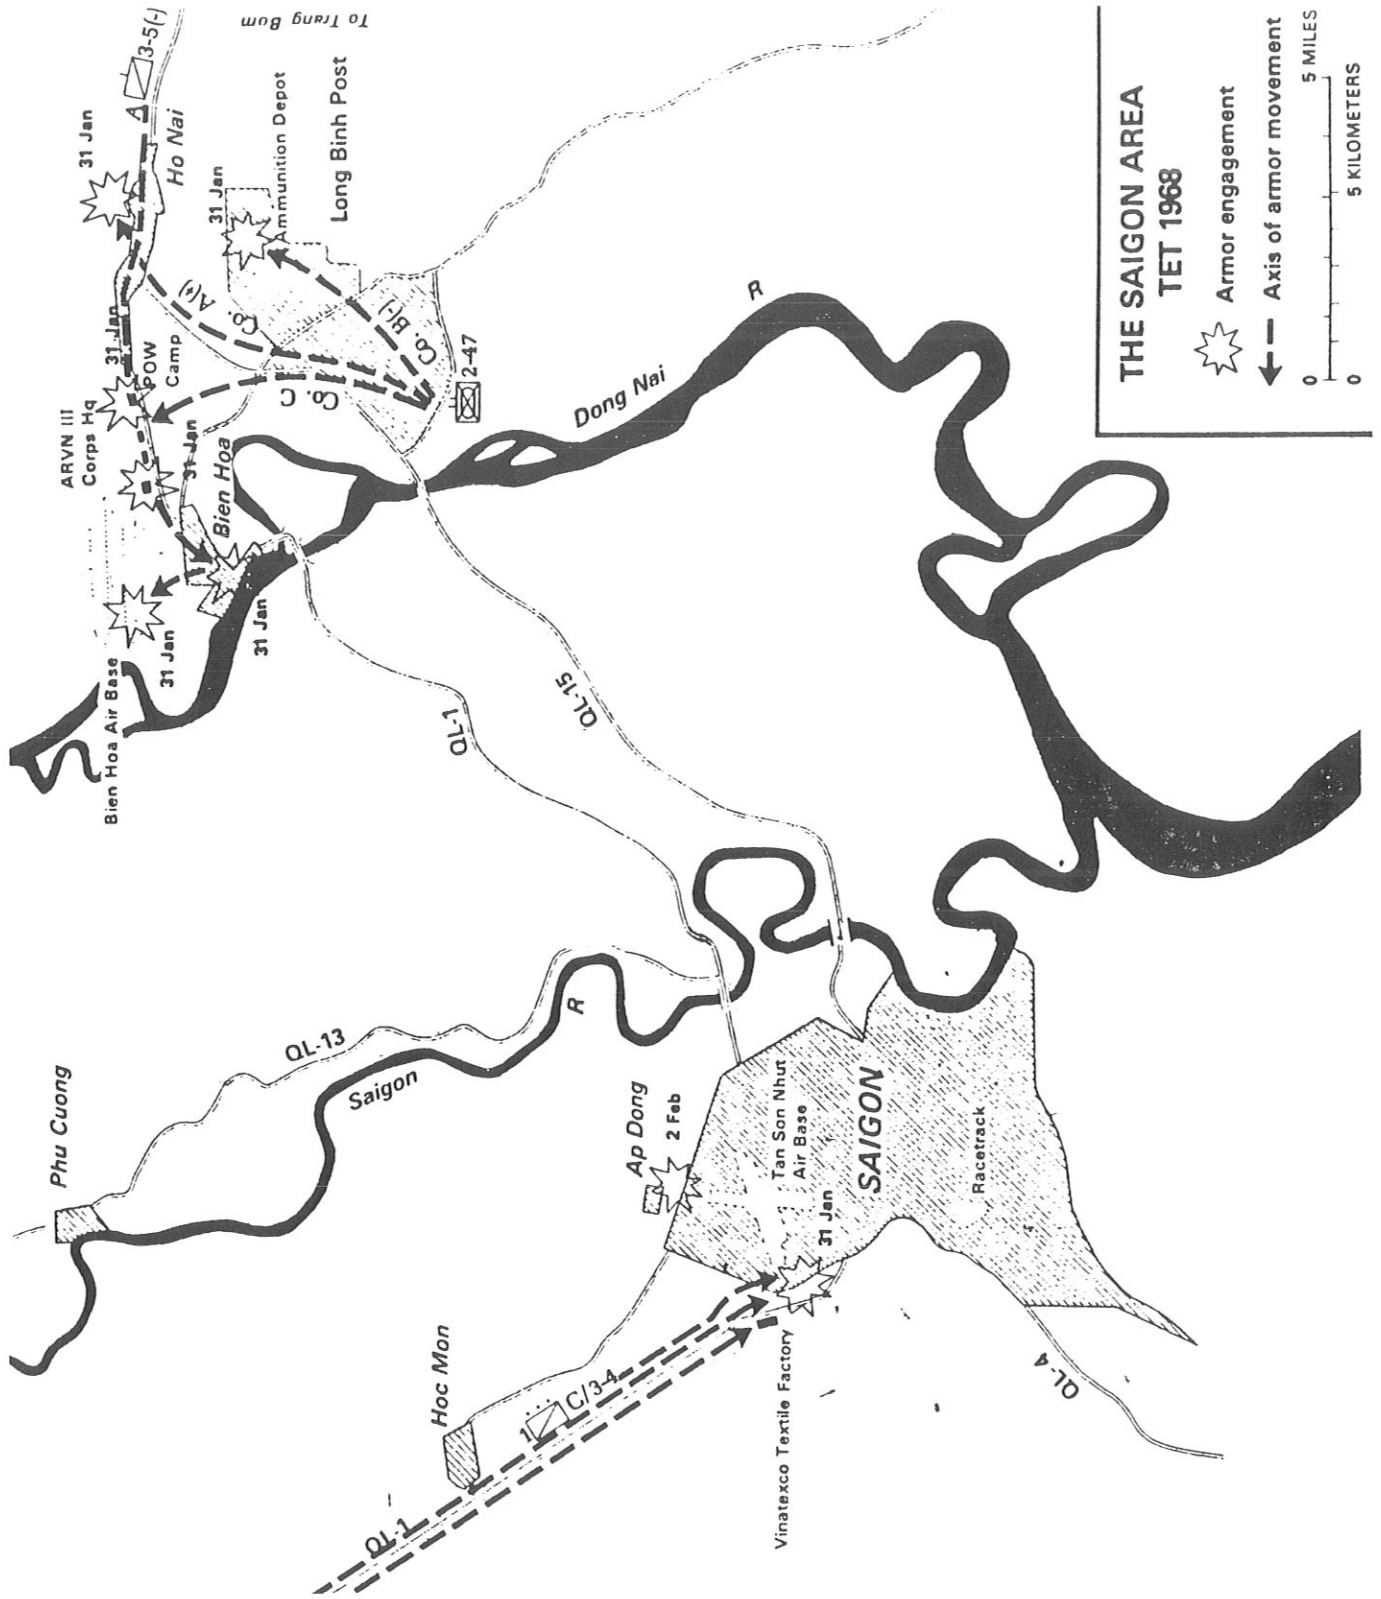 THE SAIGON AREA
TET 1968
Armor engagement
Axis of armor movement
0
5 MILES
0
5 KILOMETERS
Phu Cuong
QL-13
Saigon
R
Hoc Mon
QL-1
1
C/3-4
Ap Dong
2 Feb
Tan Son Nhut
Air Base
31 Jan
SAIGON
Racetrack
Vinatexco Textile Factory
QL-4
Bien Hoa Air Base
31 Jan
31 Jan
Bien Hoa
31 Jan
ARVN III
Corps Hq
31 Jan
POW
Camp
31 Jan
Ho Nai
A
3-5(-)
To Trang Bom
31 Jan
Ammunition Depot
Long Binh Post
Co. A(+)
Co. B(-)
Co. C
2-47
QL-1
QL-15
Dong Nai
R